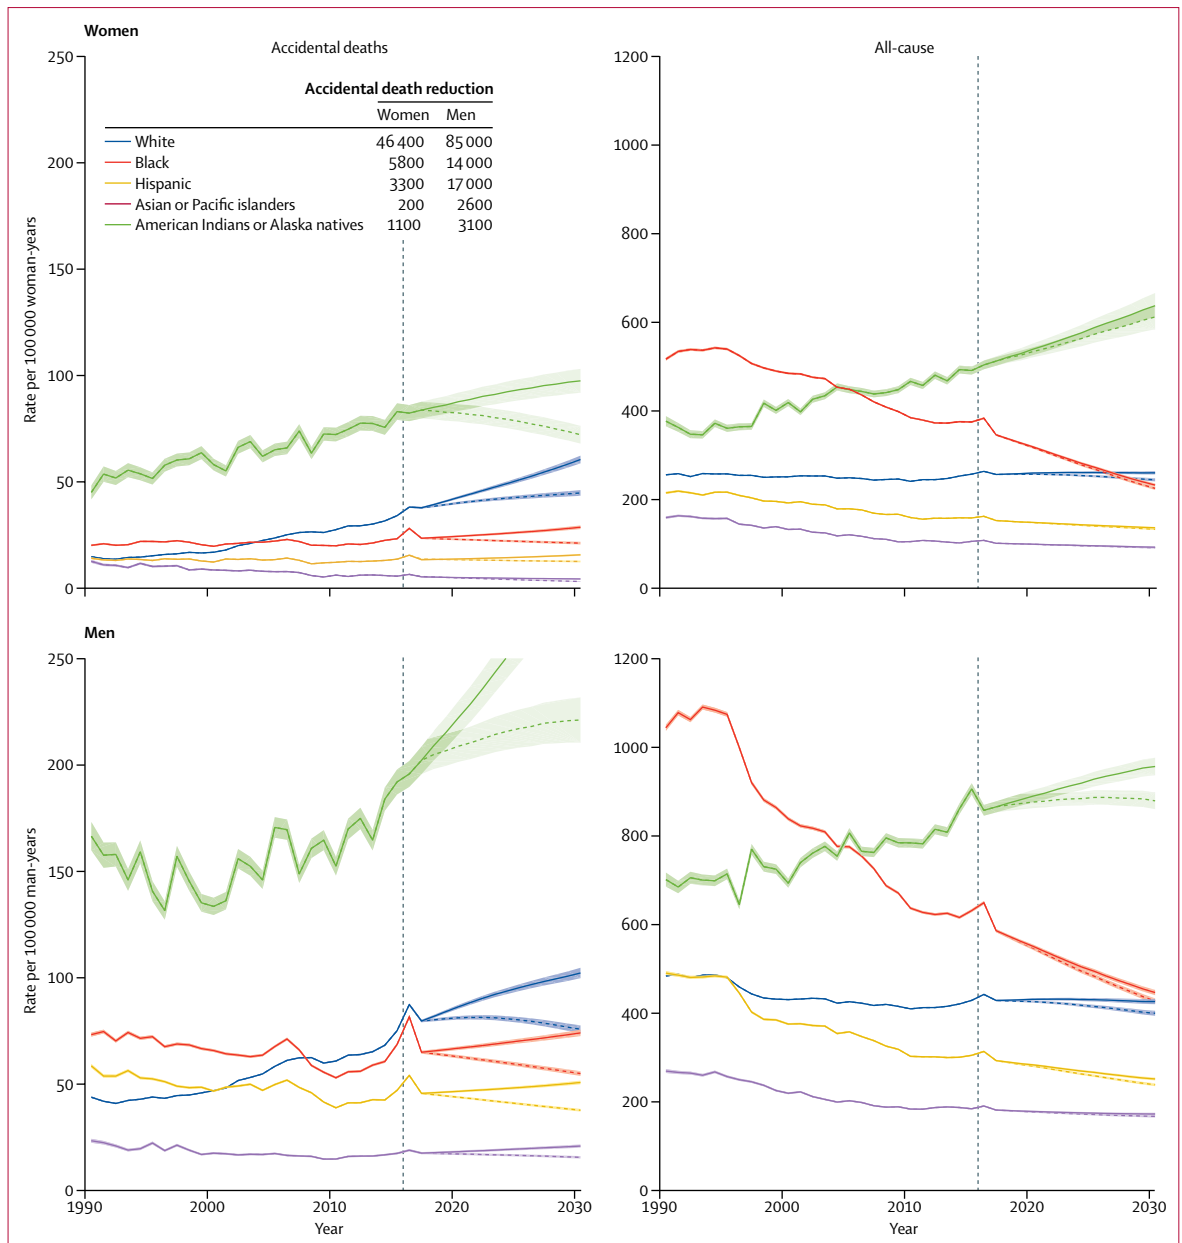 Women
Accidental deaths
All-cause
Accidental death reduction
Women Men
White 46 400 85 000
Black 5800 14 000
Hispanic 3300 17 000
Asian or Pacific islanders 200 2600
American Indians or Alaska natives 1100 3100
Rate per 100 000 woman-years
250
200
150
100
50
0
1200
1000
800
600
400
200
0
Men
Rate per 100 000 man-years
250
200
150
100
50
0
1990 2000 2010 2020 2030
Year
1200
1000
800
600
400
200
0
1990 2000 2010 2020 2030
Year